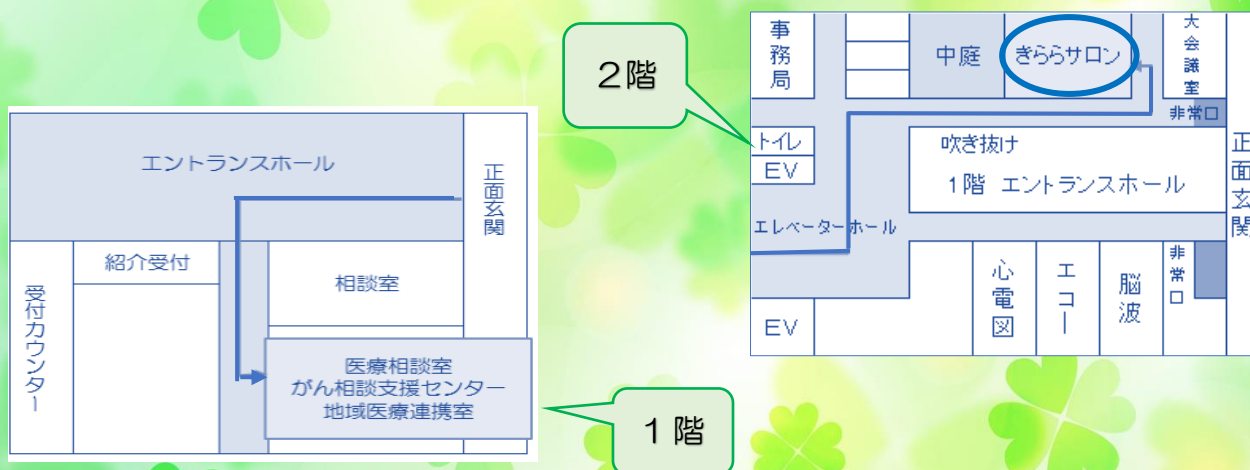 エントランスホール
正面玄関
紹介受付
相談室
受付カウンター
医療相談室
がん相談支援センター
地域医療連携室
1階
2階
事務局
中庭
きららサロン
大会議室
非常口
トイレ
EV
吹き抜け
1階 エントランスホール
正面玄関
エレベーターホール
心電図
エコー
脳波
非常口
EV